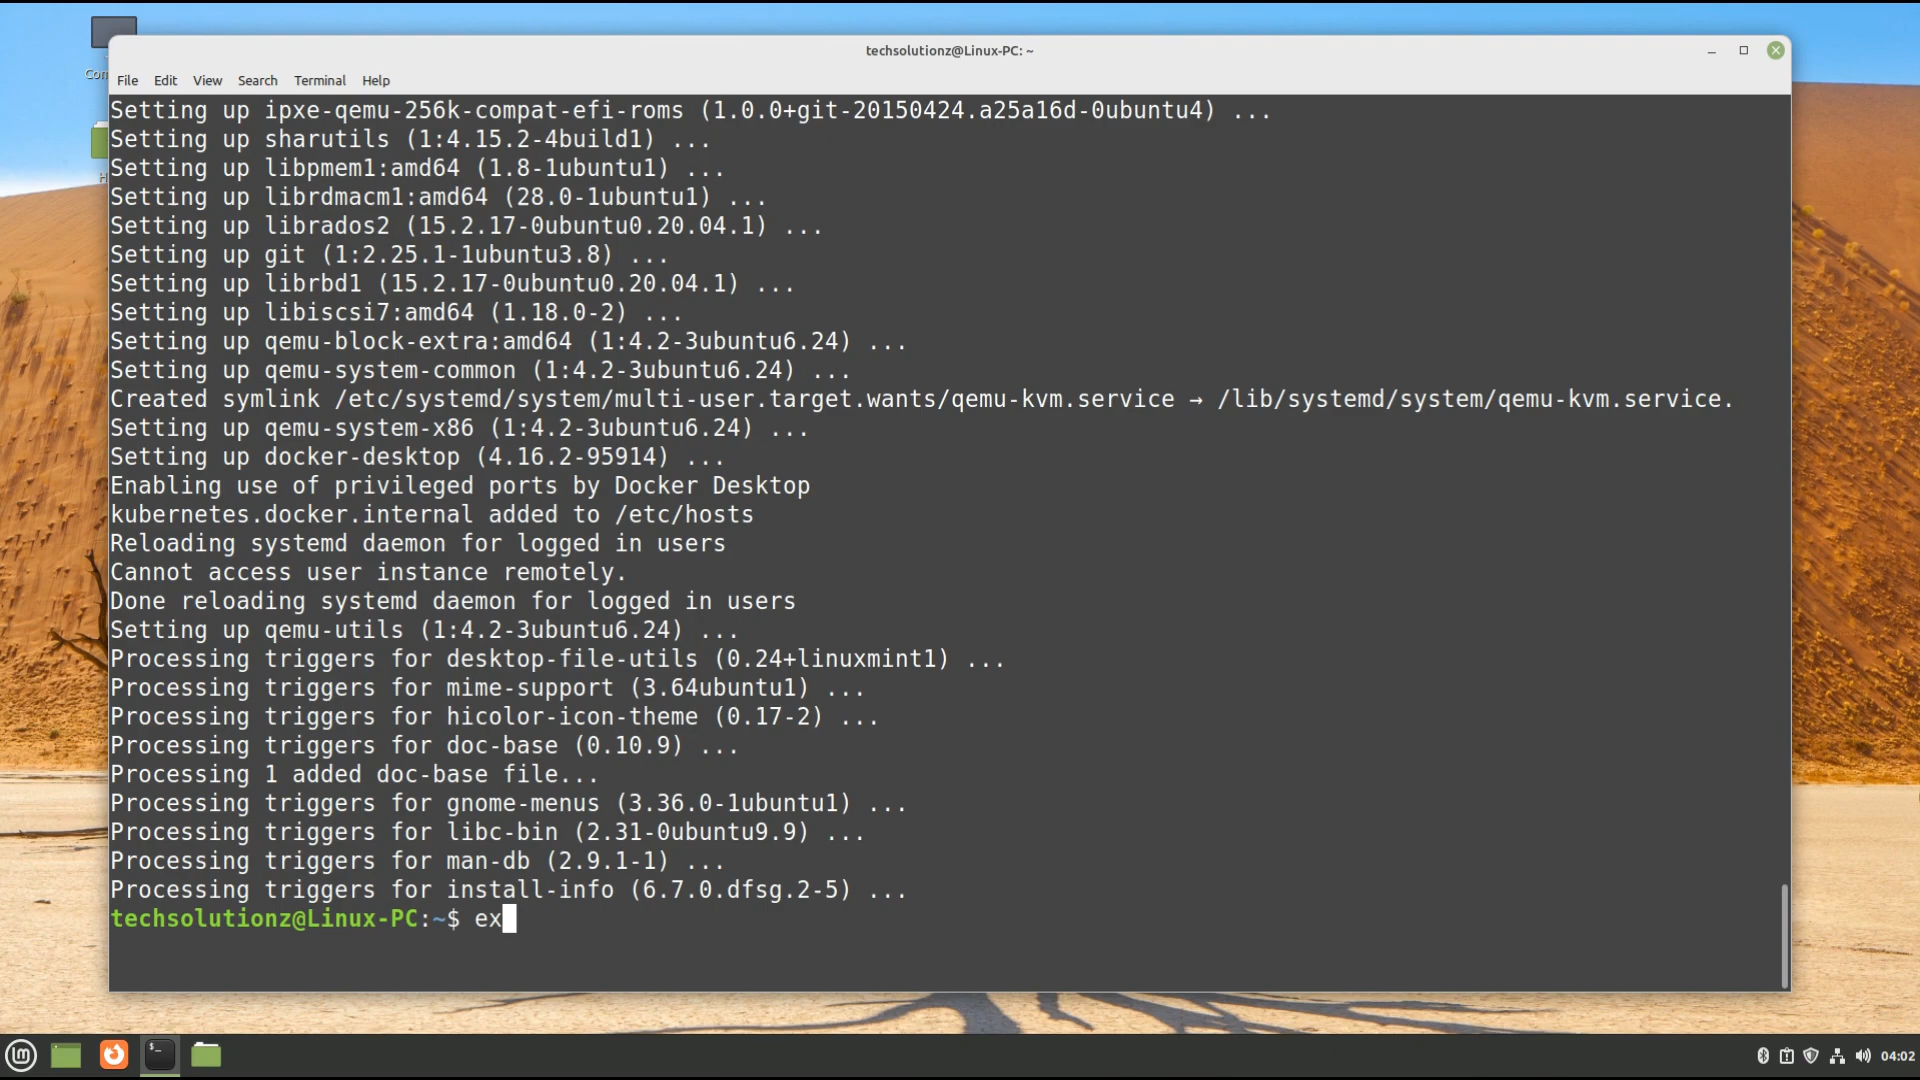 techsolutionz@Linux-PC: ~
File Edit View Search Terminal Help
Setting up ipxe-qemu-256k-compat-efi-roms (1.0.0+git-20150424.a25a16d-0ubuntu4) ...
Setting up sharutils (1:4.15.2-4build1) ...
Setting up libpmem1:amd64 (1.8-1ubuntu1) ...
Setting up librdmacm1:amd64 (28.0-1ubuntu1) ...
Setting up librados2 (15.2.17-0ubuntu0.20.04.1) ...
Setting up git (1:2.25.1-1ubuntu3.8) ...
Setting up librbd1 (15.2.17-0ubuntu0.20.04.1) ...
Setting up libiscsi7:amd64 (1.18.0-2) ...
Setting up qemu-block-extra:amd64 (1:4.2-3ubuntu6.24) ...
Setting up qemu-system-common (1:4.2-3ubuntu6.24) ...
Created symlink /etc/systemd/system/multi-user.target.wants/qemu-kvm.service → /lib/systemd/system/qemu-kvm.service.
Setting up qemu-system-x86 (1:4.2-3ubuntu6.24) ...
Setting up docker-desktop (4.16.2-95914) ...
Enabling use of privileged ports by Docker Desktop
kubernetes.docker.internal added to /etc/hosts
Reloading systemd daemon for logged in users
Cannot access user instance remotely.
Done reloading systemd daemon for logged in users
Setting up qemu-utils (1:4.2-3ubuntu6.24) ...
Processing triggers for desktop-file-utils (0.24+linuxmint1) ...
Processing triggers for mime-support (3.64ubuntu1) ...
Processing triggers for hicolor-icon-theme (0.17-2) ...
Processing triggers for doc-base (0.10.9) ...
Processing 1 added doc-base file...
Processing triggers for gnome-menus (3.36.0-1ubuntu1) ...
Processing triggers for libc-bin (2.31-0ubuntu9.9) ...
Processing triggers for man-db (2.9.1-1) ...
Processing triggers for install-info (6.7.0.dfsg.2-5) ...
techsolutionz@Linux-PC:~$ ex
04:02